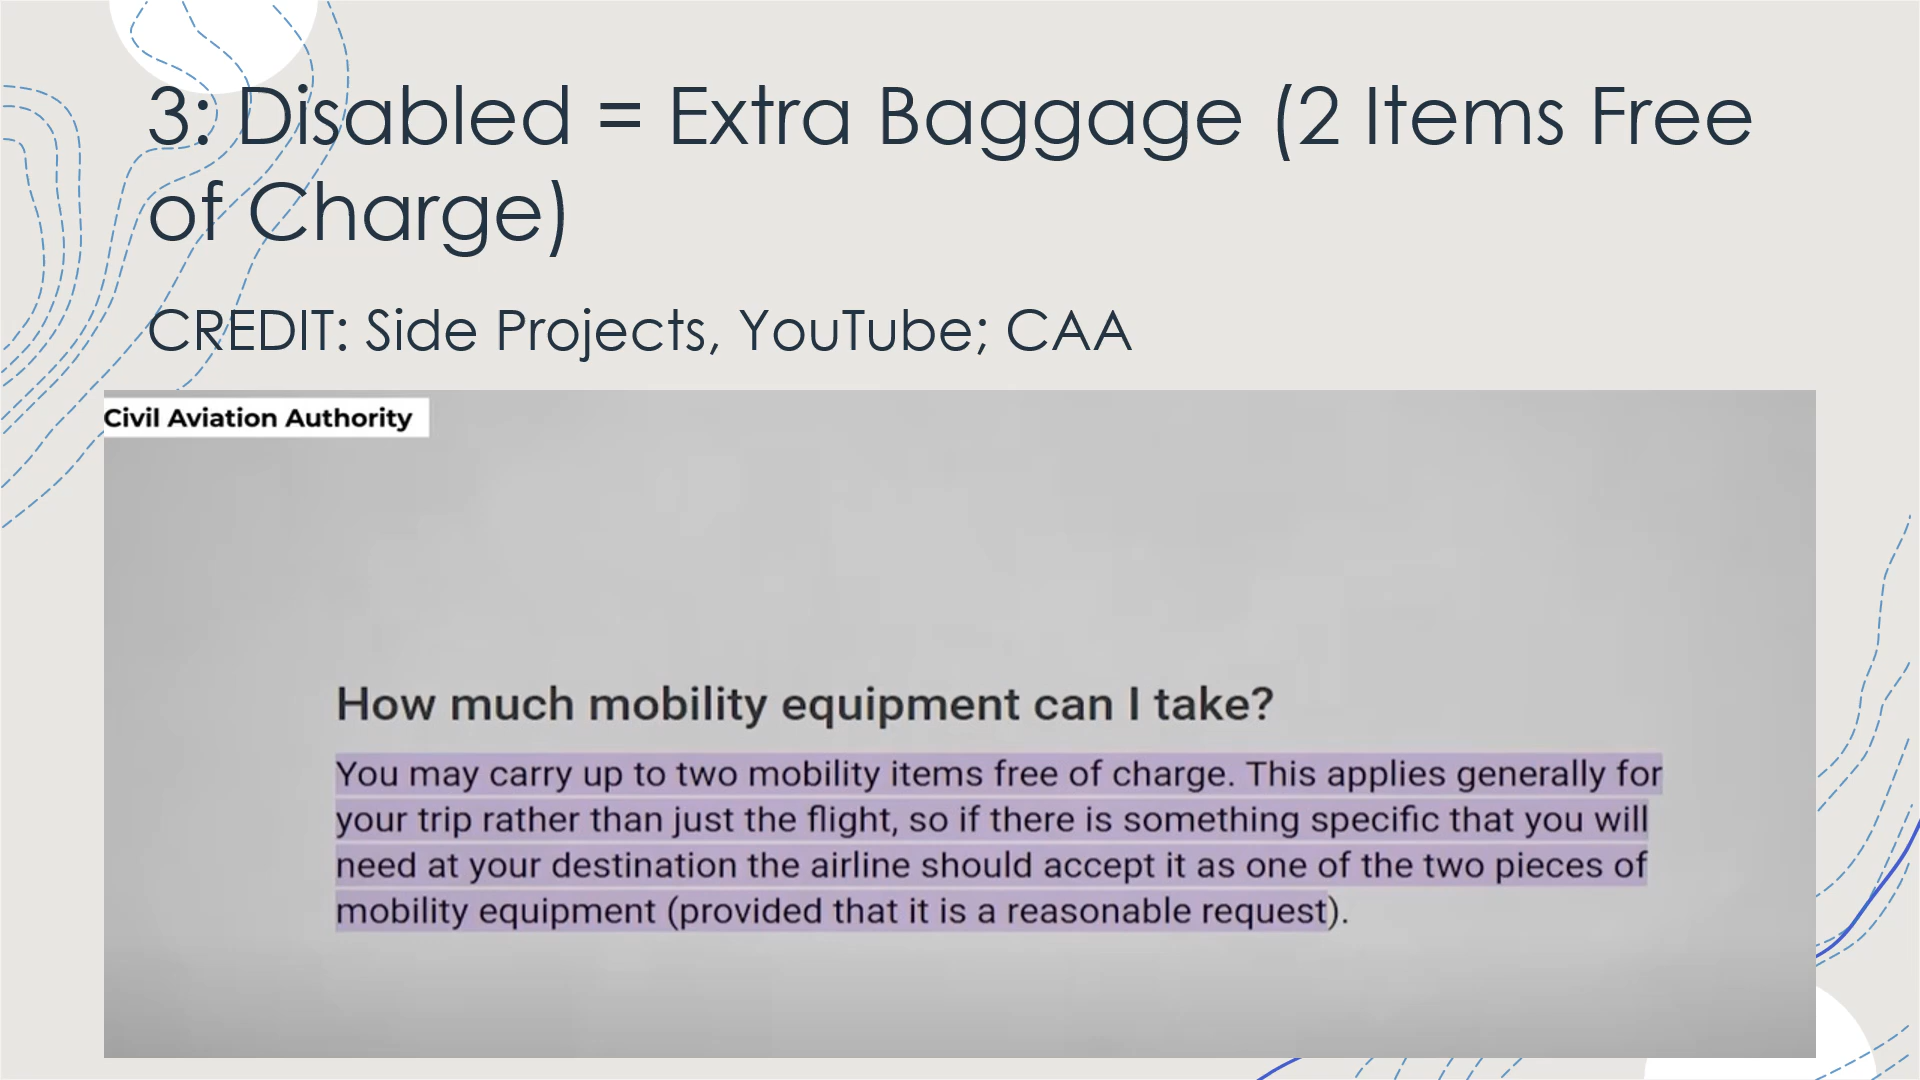 3: Disabled = Extra Baggage (2 Items Free
of Charge)
CREDIT: Side Projects, YouTube; CAA
Civil Aviation Authority
How much mobility equipment can I take?
You may carry up to two mobility items free of charge. This applies generally for
your trip rather than just the flight, so if there is something specific that you will
need at your destination the airline should accept it as one of the two pieces of
mobility equipment (provided that it is a reasonable request).